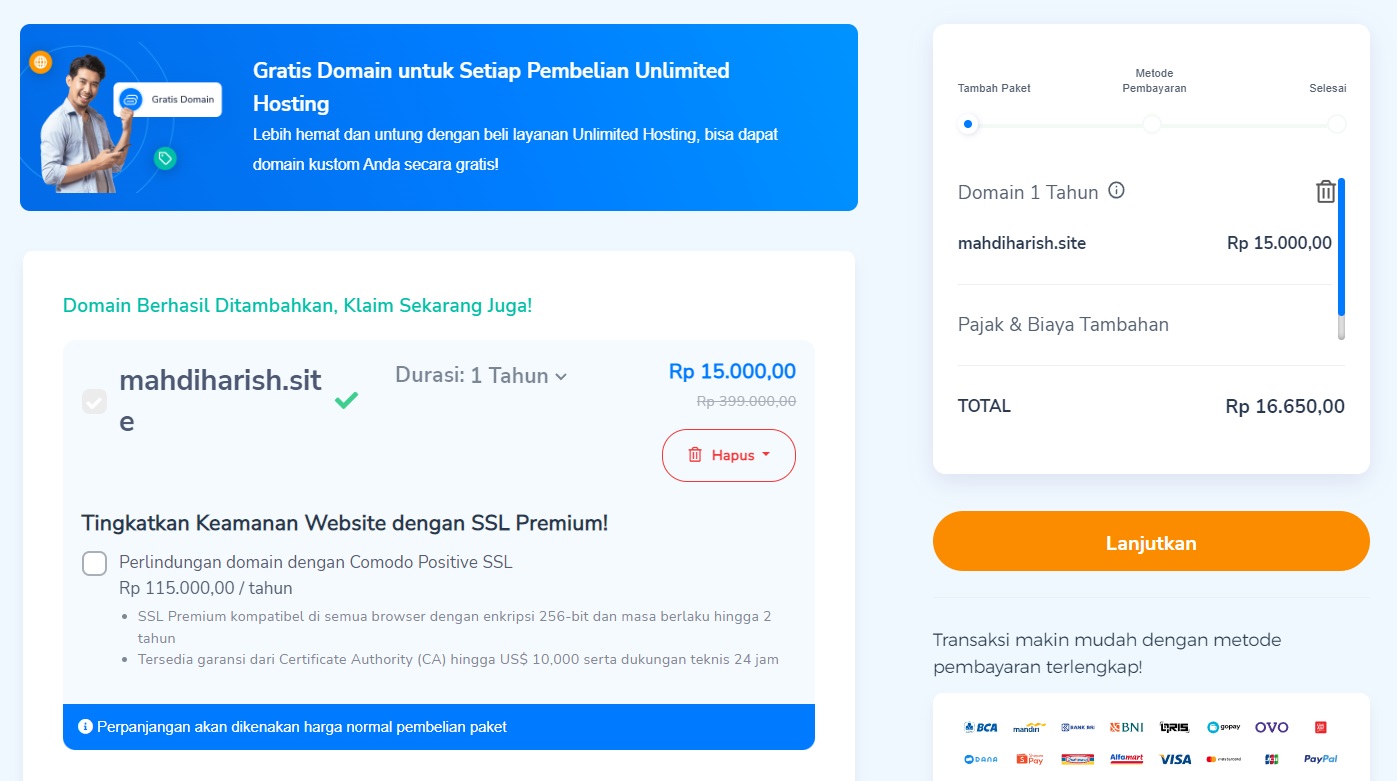 Gratis Domain
Gratis Domain untuk Setiap Pembelian Unlimited
Hosting
Lebih hemat dan untung dengan beli layanan Unlimited Hosting, bisa dapat
domain kustom Anda secara gratis!
Domain Berhasil Ditambahkan, Klaim Sekarang Juga!
mahdiharish.sit
e
Durasi: 1 Tahun
Rp 15.000,00
Rp 399.000,00
Hapus
Tingkatkan Keamanan Website dengan SSL Premium!
Perlindungan domain dengan Comodo Positive SSL
Rp 115.000,00 / tahun
• SSL Premium kompatibel di semua browser dengan enkripsi 256-bit dan masa berlaku hingga 2
tahun
• Tersedia garansi dari Certificate Authority (CA) hingga US$ 10,000 serta dukungan teknis 24 jam
Perpanjangan akan dikenakan harga normal pembelian paket
Tambah Paket
Metode
Pembayaran
Selesai
Domain 1 Tahun
mahdiharish.site Rp 15.000,00
Pajak & Biaya Tambahan
TOTAL Rp 16.650,00
Lanjutkan
Transaksi makin mudah dengan metode
pembayaran terlengkap!
BCA mandiri BANK BRI BNI QRIS gopay OVO
DANA Shopee Pay Alfamart VISA mastercard JCB PayPal